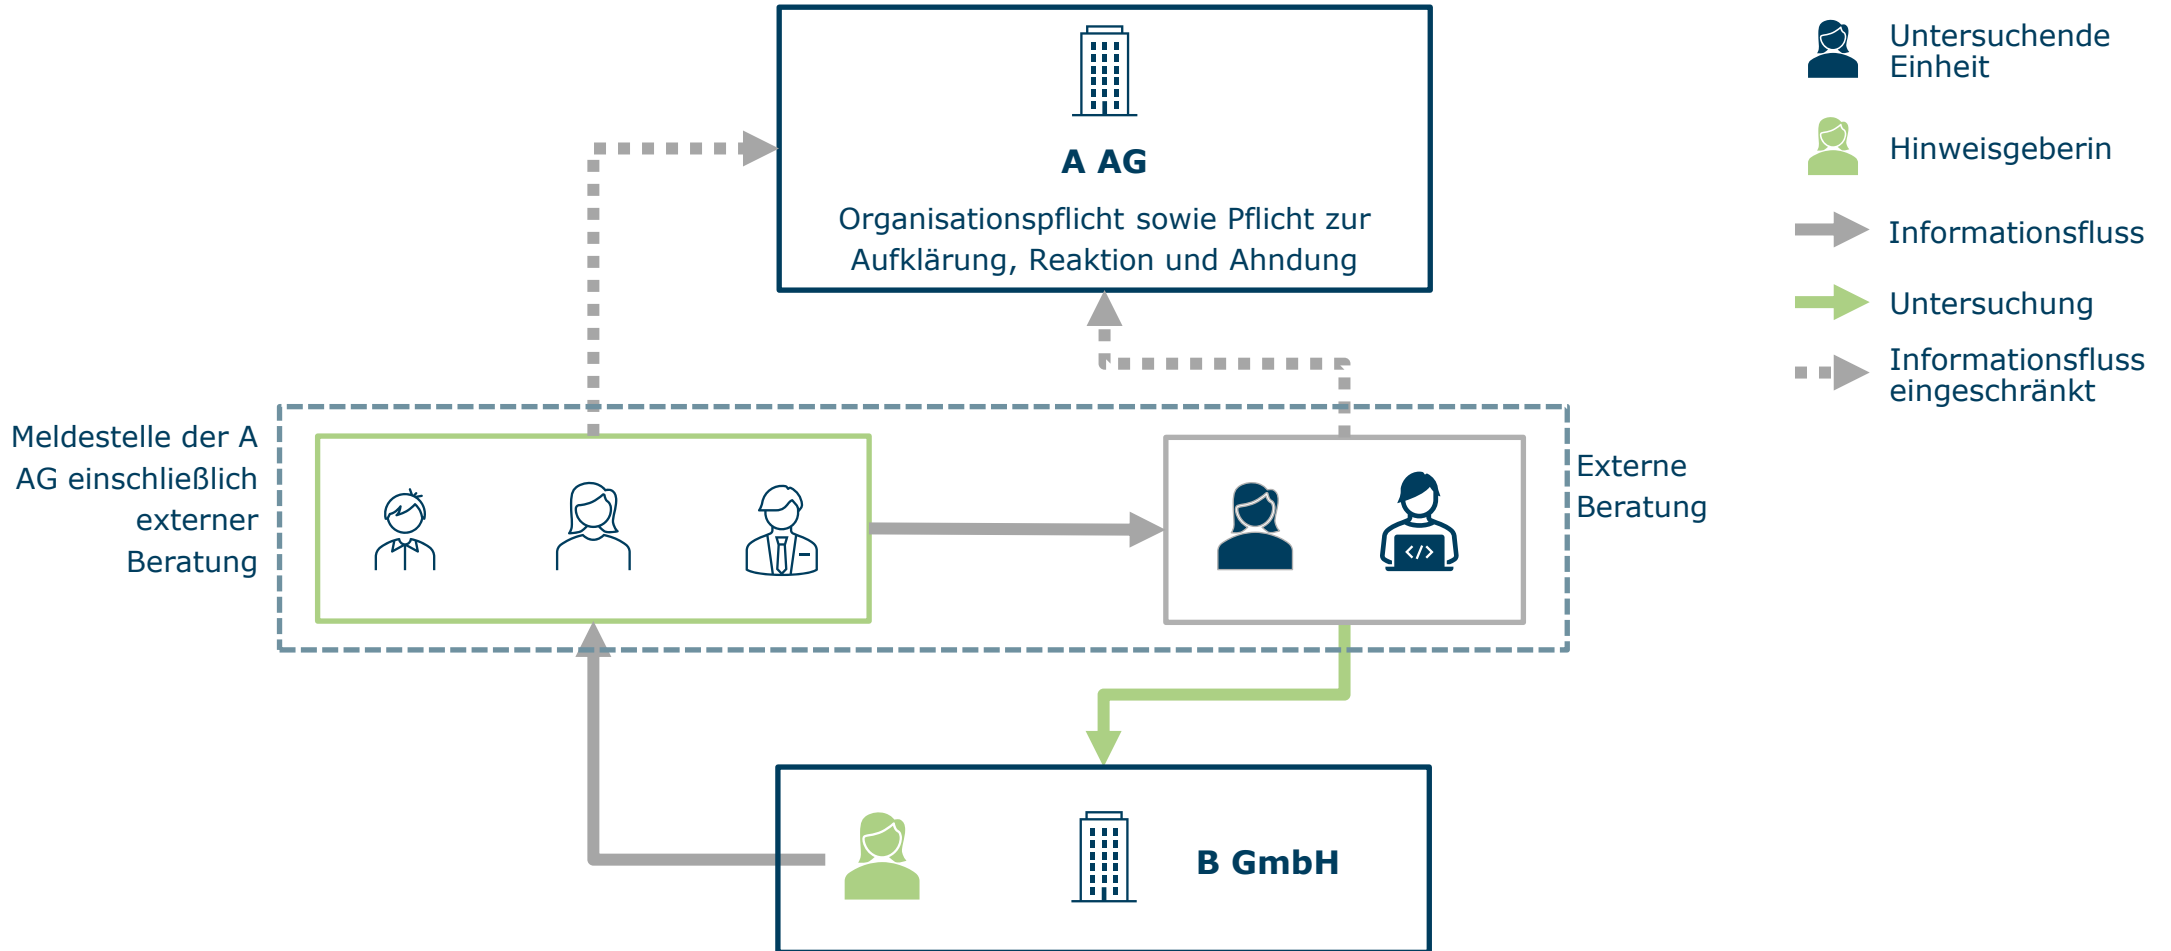 A AG
Organisationspflicht sowie Pflicht zur
Aufklärung, Reaktion und Ahndung
Untersuchende
Einheit
Hinweisgeberin
Informationsfluss
Untersuchung
Informationsfluss
eingeschränkt
Meldestelle der A
AG einschließlich
externer
Beratung
</>
Externe
Beratung
B GmbH